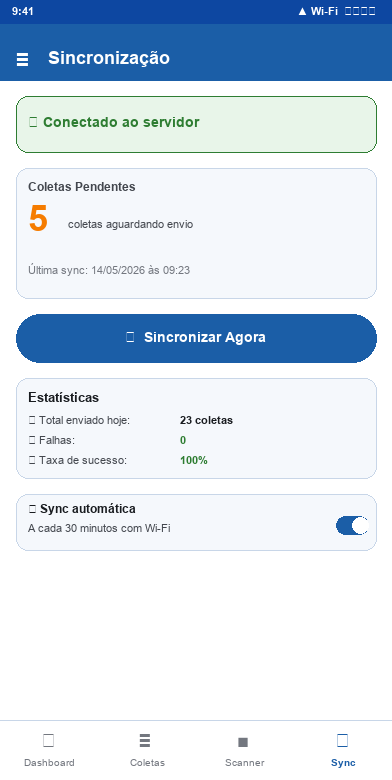 9:41
▲ Wi-Fi
Sincronização
Conectado ao servidor
Coletas Pendentes
5 coletas aguardando envio
Última sync: 14/05/2026 às 09:23
Sincronizar Agora
Estatísticas
Total enviado hoje: 23 coletas
Falhas: 0
Taxa de sucesso: 100%
Sync automática
A cada 30 minutos com Wi-Fi
Dashboard
Coletas
Scanner
Sync